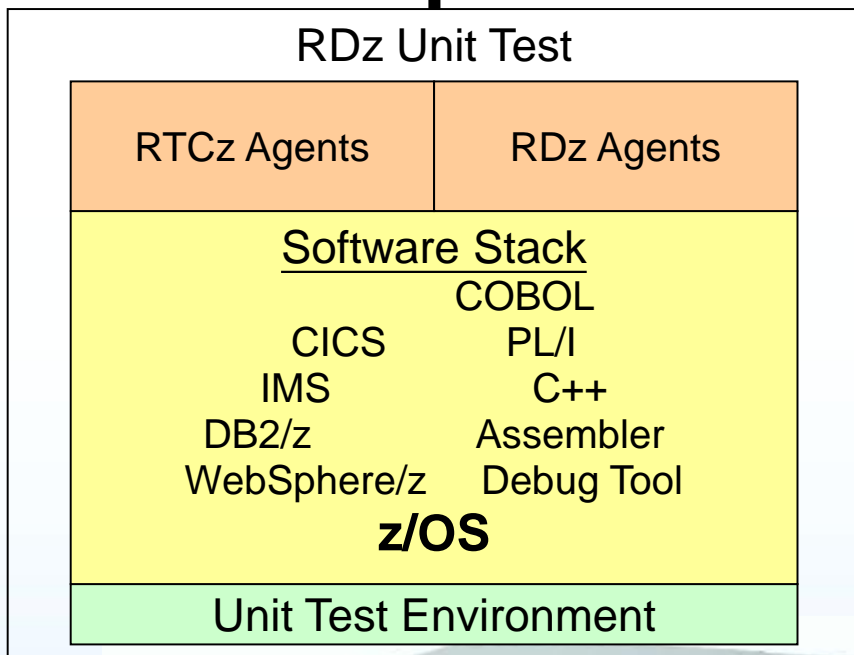 RDz Unit Test
RTCz Agents RDz Agents
Software Stack
COBOL
CICS PL/I
IMS C++
DB2/z Assembler
WebSphere/z Debug Tool
z/OS
Unit Test Environment